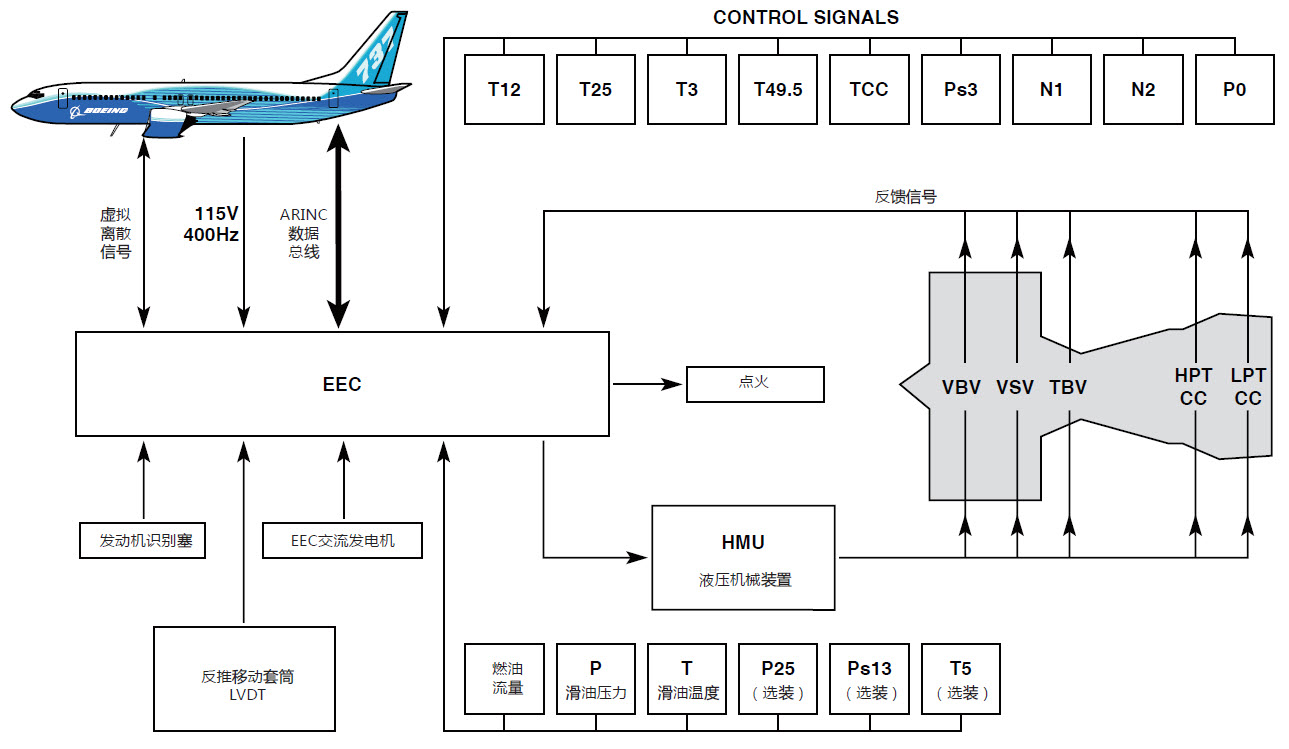 CONTROL SIGNALS
T12
T25
T3
T49.5
TCC
Ps3
N1
N2
P0
737
BOEING
虚拟
离散
信号
115V
400Hz
ARINC
数据
总线
反馈信号
EEC
点火
VBV
VSV
TBV
HPT
CC
LPT
CC
发动机识别塞
EEC交流发电机
HMU
液压机械装置
反推移动套筒
LVDT
燃油
流量
P
滑油压力
T
滑油温度
P25
(选装)
Ps13
(选装)
T5
(选装)